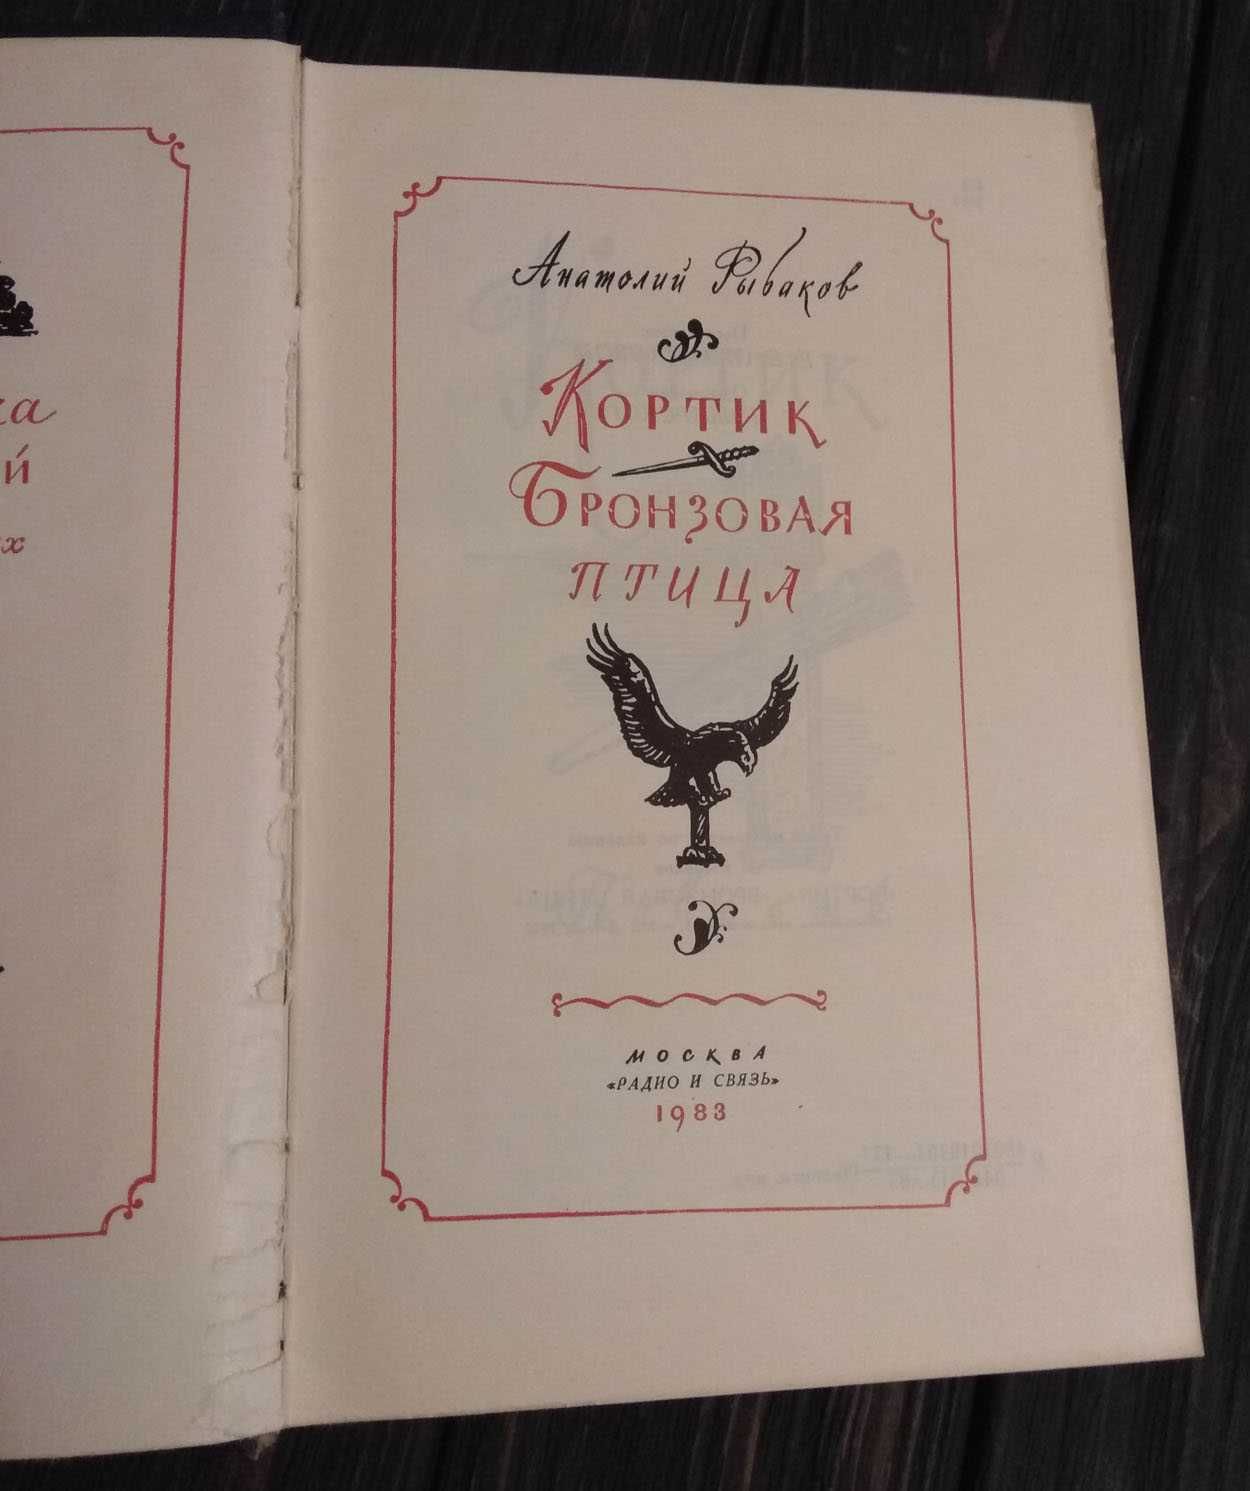 й
х
Анатолий Рыбаков
Кортик
Бронзовая
птица
Москва
«Радио и связь»
1983